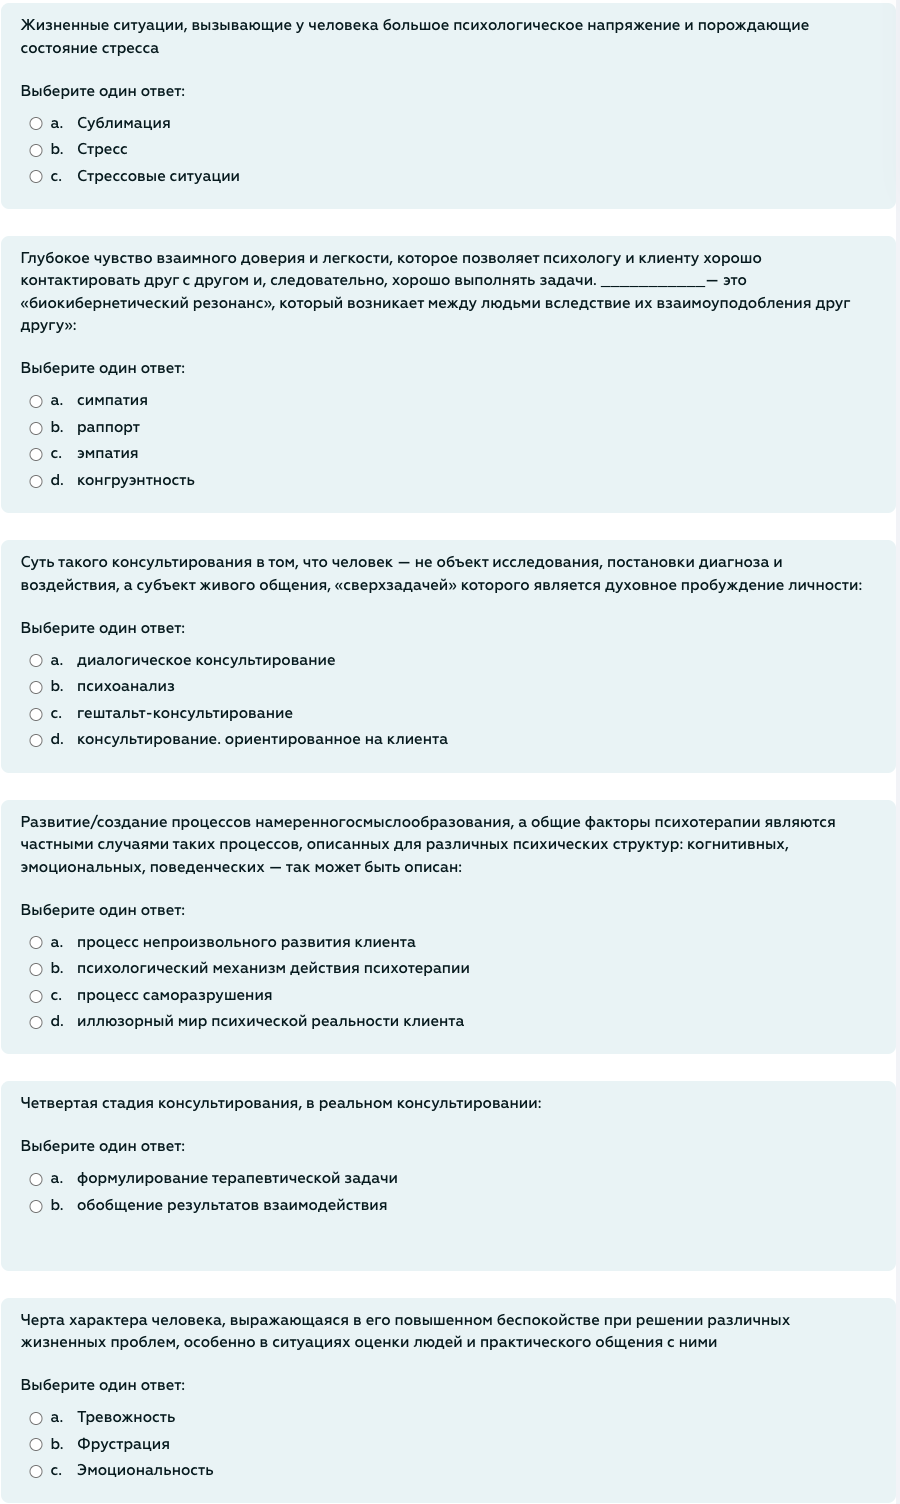 Жизненные ситуации, вызывающие у человека большое психологическое напряжение и порождающие
состояние стресса
Выберите один ответ:
a. Сублимация
b. Стресс
c. Стрессовые ситуации
Глубокое чувство взаимного доверия и легкости, которое позволяет психологу и клиенту хорошо
контактировать друг с другом и, следовательно, хорошо выполнять задачи. ____________— это
«биокибернетический резонанс», который возникает между людьми вследствие их взаимоуподобления друг
другу»:
Выберите один ответ:
a. симпатия
b. раппорт
c. эмпатия
d. конгруэнтность
Суть такого консультирования в том, что человек — не объект исследования, постановки диагноза и
воздействия, а субъект живого общения, «сверхзадачей» которого является духовное пробуждение личности:
Выберите один ответ:
a. диалогическое консультирование
b. психоанализ
c. гештальт-консультирование
d. консультирование. ориентированное на клиента
Развитие/создание процессов намеренногосмыслообразования, а общие факторы психотерапии являются
частными случаями таких процессов, описанных для различных психических структур: когнитивных,
эмоциональных, поведенческих — так может быть описан:
Выберите один ответ:
a. процесс непроизвольного развития клиента
b. психологический механизм действия психотерапии
c. процесс саморазрушения
d. иллюзорный мир психической реальности клиента
Четвертая стадия консультирования, в реальном консультировании:
Выберите один ответ:
a. формулирование терапевтической задачи
b. обобщение результатов взаимодействия
Черта характера человека, выражающаяся в его повышенном беспокойстве при решении различных
жизненных проблем, особенно в ситуациях оценки людей и практического общения с ними
Выберите один ответ:
a. Тревожность
b. Фрустрация
c. Эмоциональность